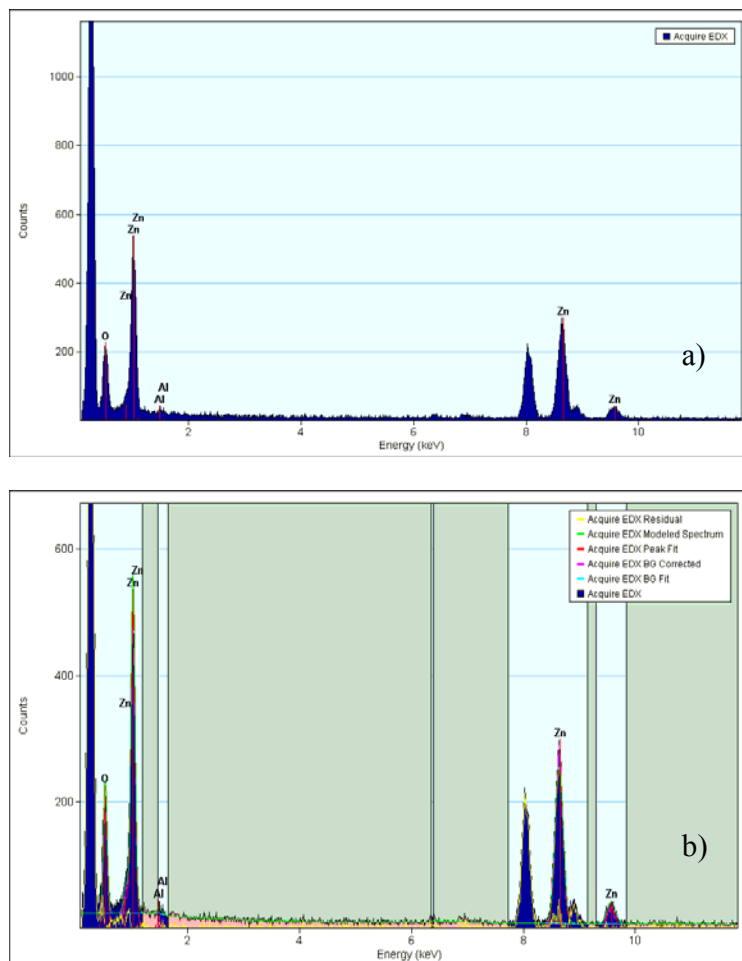 Acquire EDX
1000
800
600
400
200
Counts
Zn
Zn
Zn
O
Al
Al
Zn
Zn
a)
2
4
6
8
10
Energy (keV)
Acquire EDX Residual
Acquire EDX Modeled Spectrum
Acquire EDX Peak Fit
Acquire EDX BG Corrected
Acquire EDX BG Fit
Acquire EDX
600
400
200
Counts
Zn
Zn
Zn
O
Al
Al
Zn
Zn
b)
2
4
6
8
10
Energy (keV)